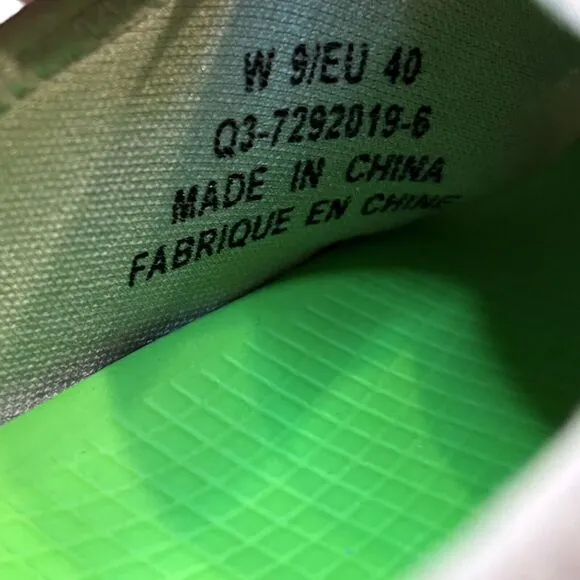 W 9/EU 40
Q3-7292019-6
MADE IN CHINA
FABRIQUE EN CHINE